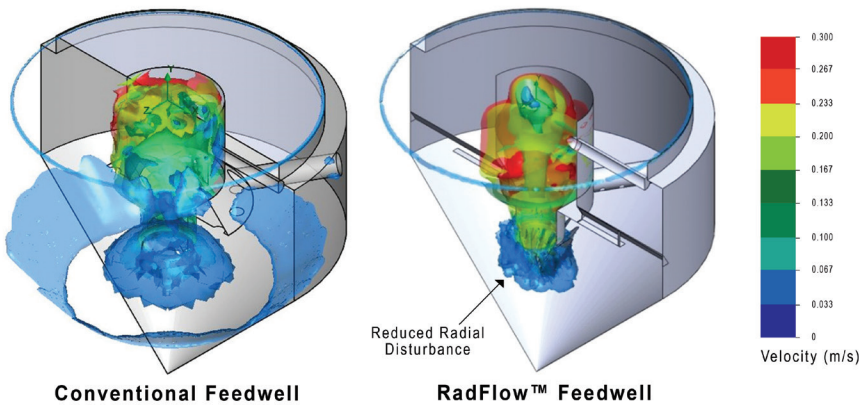 Y
Z
X
Reduced Radial
Disturbance
Conventional Feedwell
RadFlow™ Feedwell
0.300
0.267
0.233
0.200
0.167
0.133
0.100
0.067
0.033
0
Velocity (m/s)